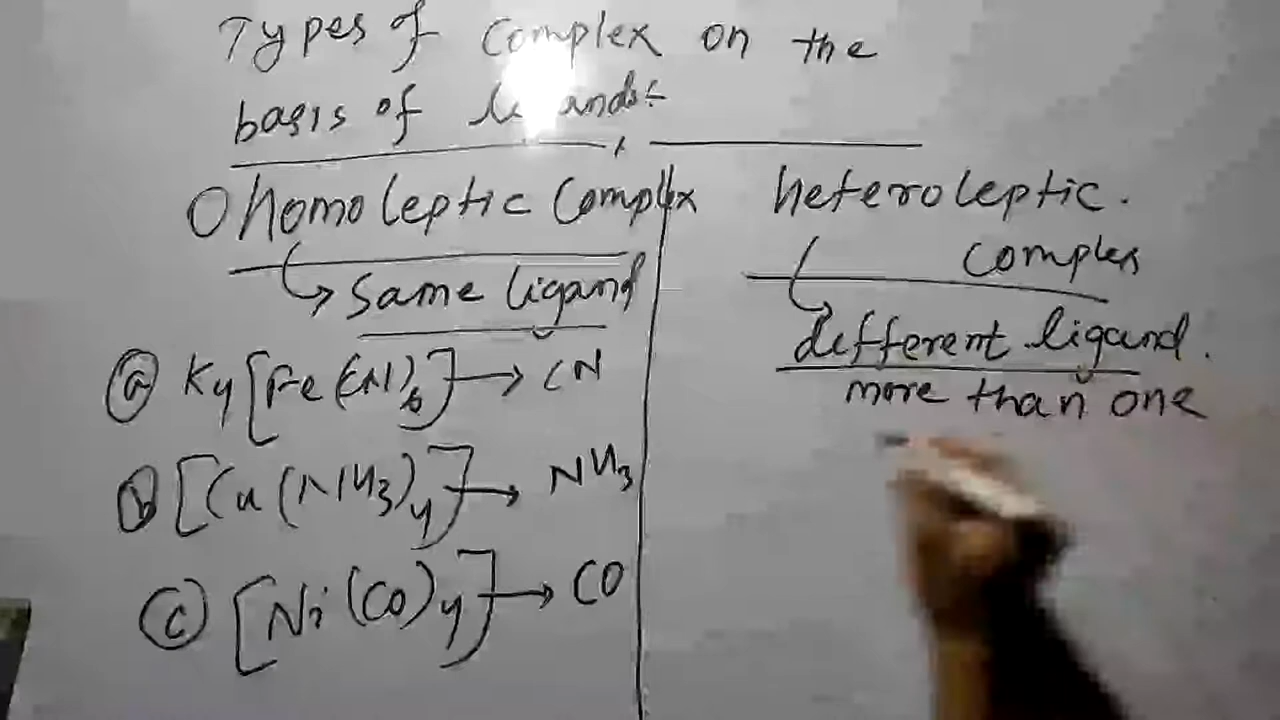 Types of Complex on the
basis of ligands:
homoleptic Complex
↳ Same ligand
(a) K4[Fe(CN)6] → CN
(b) [Cu(NH3)4] → NH3
(c) [Ni(CO)4] → CO
heteroleptic.
Complex
↳ different ligand.
more than one